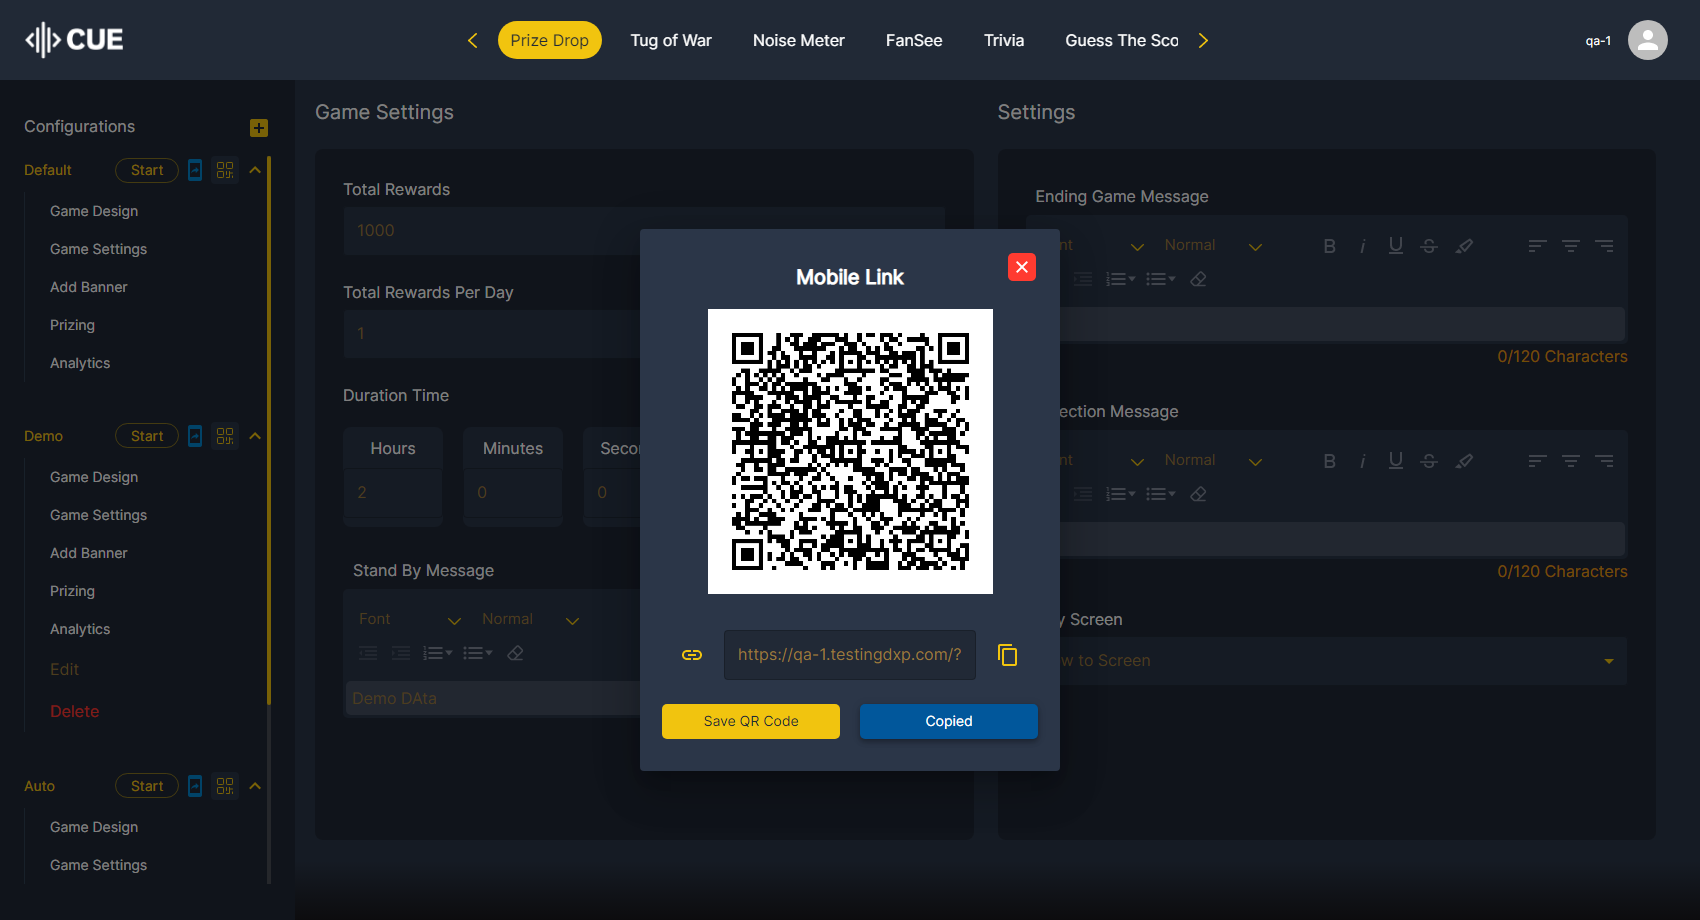 CUE
Prize Drop
Tug of War
Noise Meter
FanSee
Trivia
Guess The Sco
qa-1
Configurations
Default
Start
Game Design
Game Settings
Add Banner
Prizing
Analytics
Demo
Start
Game Design
Game Settings
Add Banner
Prizing
Analytics
Edit
Delete
Auto
Start
Game Design
Game Settings
Game Settings
Total Rewards
1000
Total Rewards Per Day
1
Duration Time
Hours
Minutes
Secon
2
0
0
Stand By Message
Font
Normal
Demo DAta
Mobile Link
https://qa-1.testingdxp.com/?
Save QR Code
Copied
Settings
Ending Game Message
nt
Normal
0/120 Characters
ection Message
nt
Normal
0/120 Characters
y Screen
w to Screen